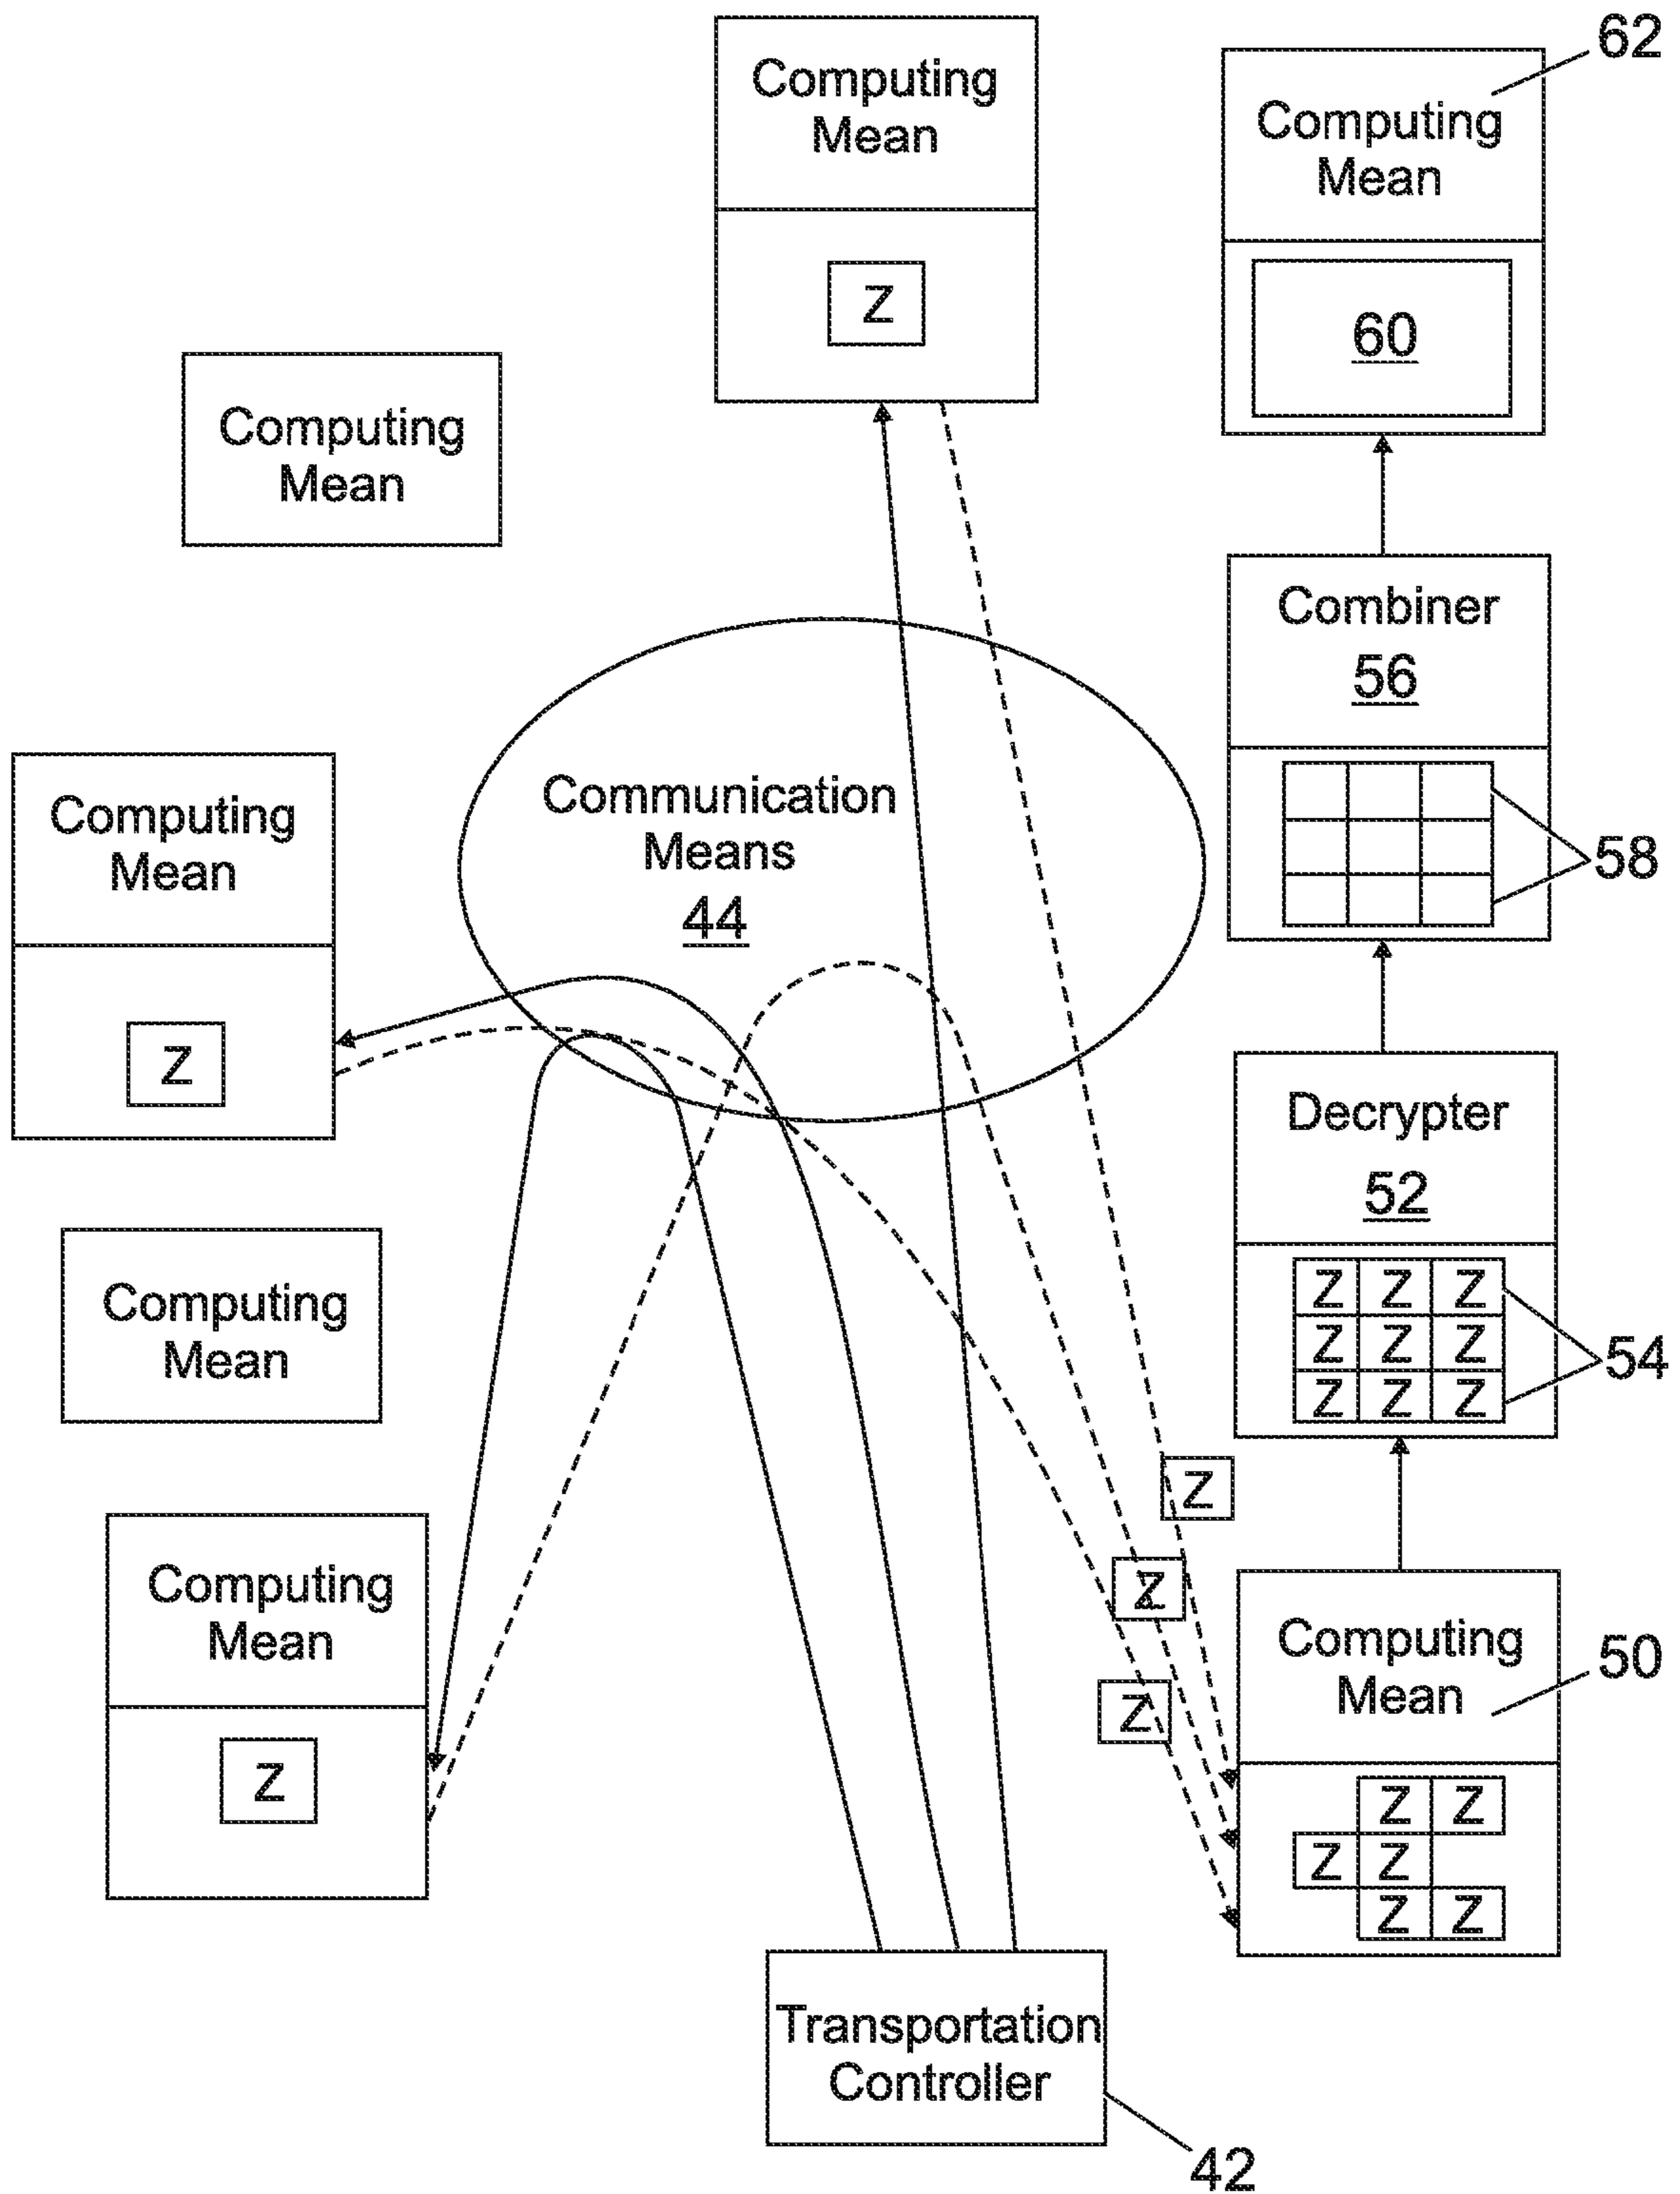 62
Computing
Mean
Z
Computing
Mean
60
Computing
Mean
Combiner
56
58
Communication
Means
44
Computing
Mean
Z
Decrypter
52
Z Z Z
Z Z Z
Z Z Z
54
Computing
Mean
Z
Z
Z
Computing
Mean
Z
Computing
Mean
50
Z Z
Z Z
Z Z
Transportation
Controller
42